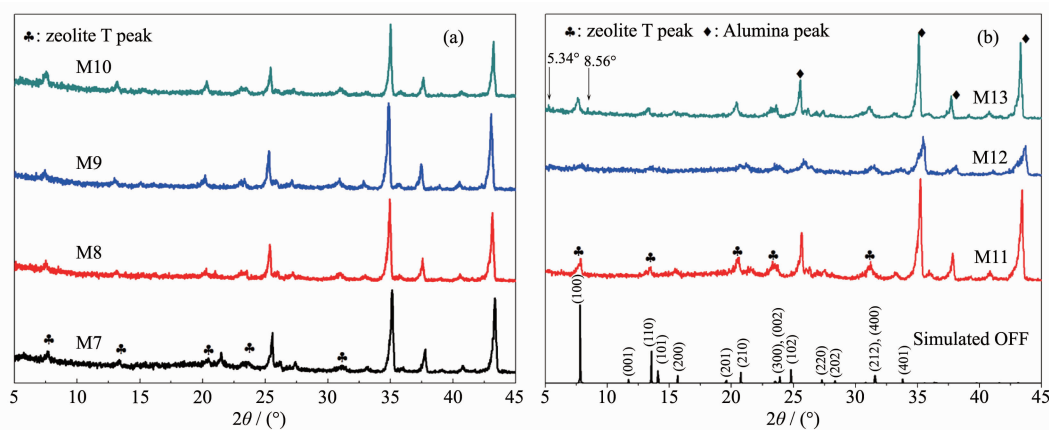 ♣: zeolite T peak
(a)
M10
M9
M8
M7
♣ ♣ ♣ ♣ ♣
5 10 15 20 25 30 35 40 45
2θ / (°)
♣: zeolite T peak ♦: Alumina peak
(b)
5.34° 8.56°
♦ ♦ ♦ ♦
M13
M12
M11
♣ ♣ ♣ ♣ ♣
Simulated OFF
(100)
(001)
(110)
(101)
(200)
(201)
(210)
(300), (002)
(102)
(220)
(202)
(212), (400)
(401)
5 10 15 20 25 30 35 40 45
2θ / (°)